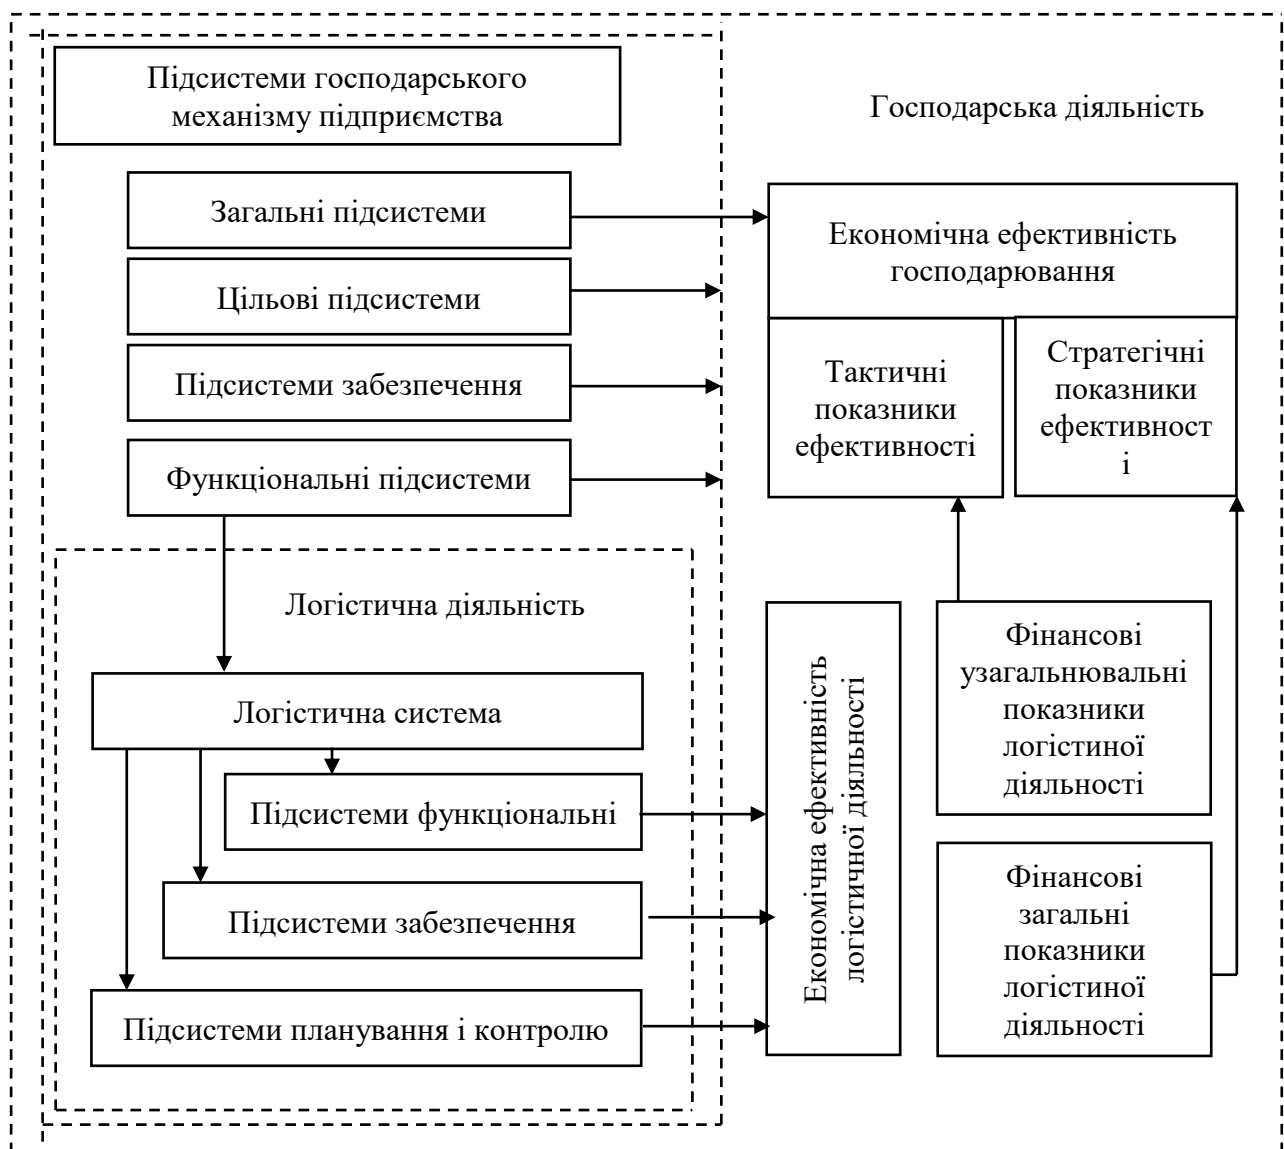 Підсистеми господарського
механізму підприємства
Господарська діяльність
Загальні підсистеми
Цільові підсистеми
Підсистеми забезпечення
Функціональні підсистеми
Економічна ефективність
господарювання
Тактичні
показники
ефективності
Стратегічні
показники
ефективност
і
Логістична діяльність
Логістична система
Підсистеми функціональні
Підсистеми забезпечення
Підсистеми планування і контролю
Економічна ефективність
логістичної діяльності
Фінансові
узагальнювальні
показники
логістиної
діяльності
Фінансові
загальні
показники
логістиної
діяльності